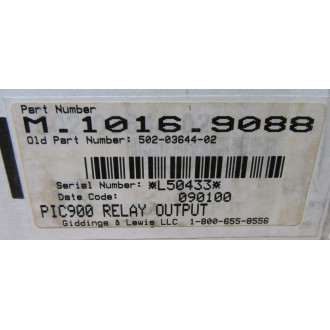 Part Number
M.1016.9088
Old Part Number: 502-03644-02
Serial Number: *L50433*
Date Code: 090100
PIC900 RELAY OUTPUT
Giddings & Lewis LLC. 1-800-655-8556